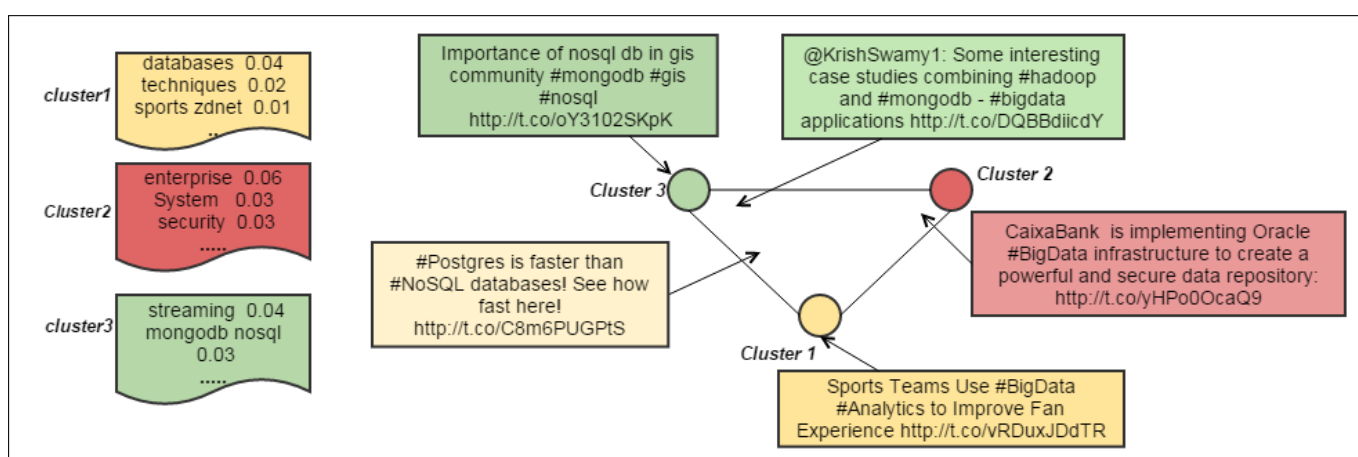 cluster1
databases 0.04
techniques 0.02
sports zdnet 0.01
..
Cluster2
enterprise 0.06
System 0.03
security 0.03
.....
cluster3
streaming 0.04
mongodb nosql
0.03
.....
Importance of nosql db in gis
community #mongodb #gis
#nosql
http://t.co/oY3102SKpK
@KrishSwamy1: Some interesting
case studies combining #hadoop
and #mongodb - #bigdata
applications http://t.co/DQBBdiicdY
Cluster 3
Cluster 2
#Postgres is faster than
#NoSQL databases! See how
fast here!
http://t.co/C8m6PUGPtS
CaixaBank is implementing Oracle
#BigData infrastructure to create a
powerful and secure data repository:
http://t.co/yHPo0OcaQ9
Cluster 1
Sports Teams Use #BigData
#Analytics to Improve Fan
Experience http://t.co/vRDuxJDdTR